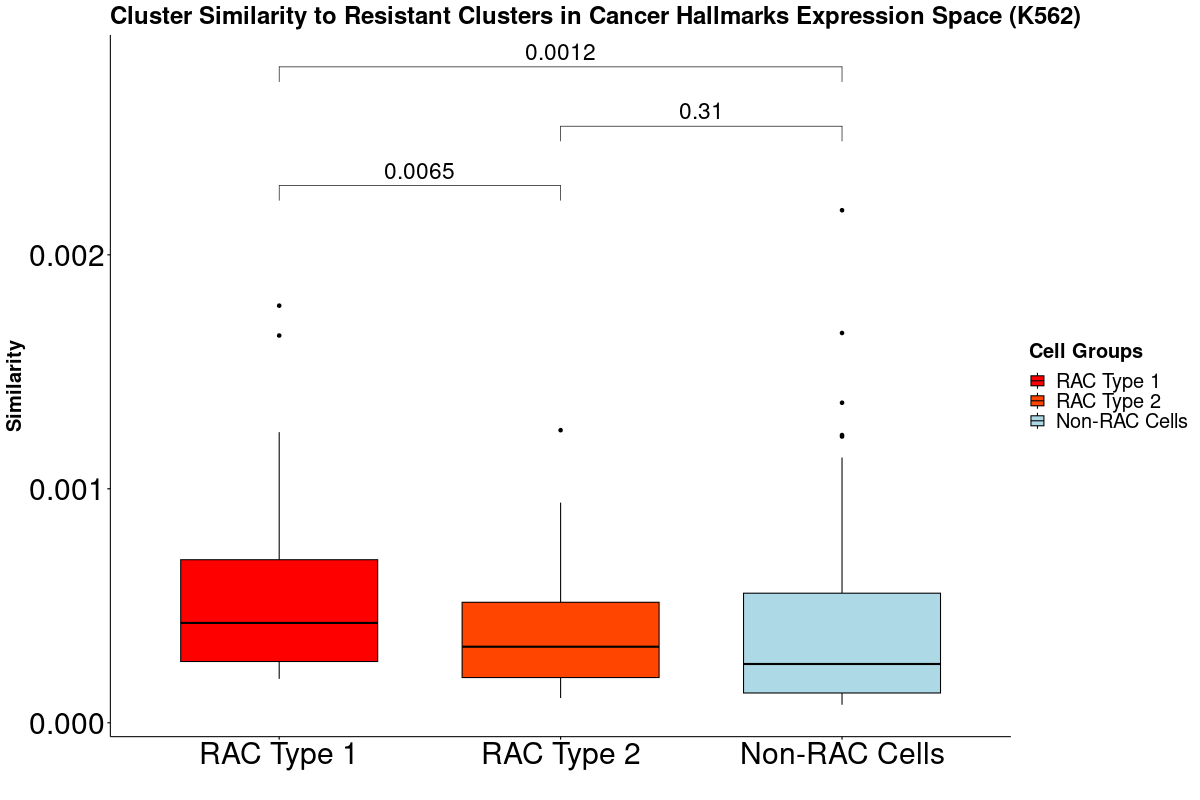 Cluster Similarity to Resistant Clusters in Cancer Hallmarks Expression Space (K562)
0.0012
0.31
0.0065
0.002
0.001
0.000
Similarity
RAC Type 1
RAC Type 2
Non-RAC Cells
Cell Groups
RAC Type 1
RAC Type 2
Non-RAC Cells